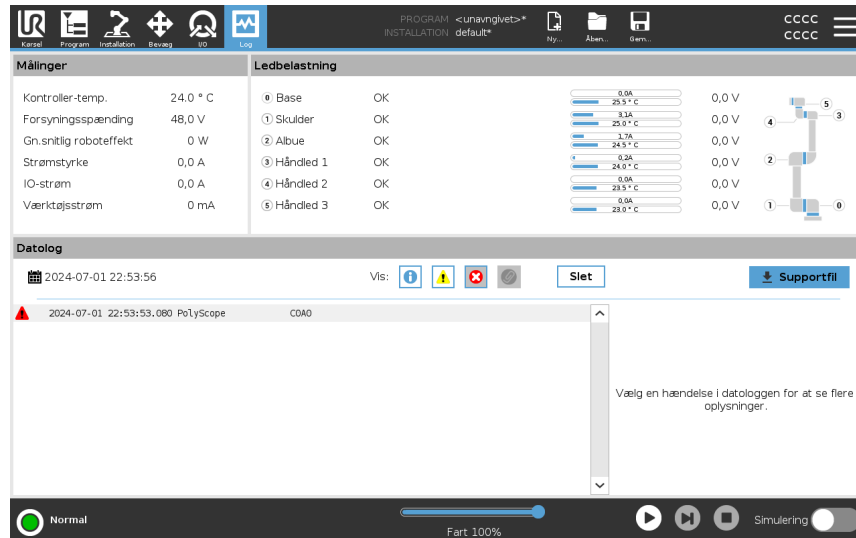 PROGRAM <unavngivet>*
INSTALLATION default*
CCCC
CCCC
Kørsel Program Installation Bevæg I/O Log
Ny... Åben... Gem...
Målinger
Kontroller-temp. 24.0 ° C
Forsyningsspænding 48,0 V
Gn.snitlig roboteffekt 0 W
Strømstyrke 0,0 A
IO-strøm 0,0 A
Værktøjsstrøm 0 mA
Ledbelastning
0 Base OK 0,0A 25.5 ° C 0,0 V
1 Skulder OK 3,1A 25.0 ° C 0,0 V
2 Albue OK 1,7A 24.5 ° C 0,0 V
3 Håndled 1 OK 0,2A 24.0 ° C 0,0 V
4 Håndled 2 OK 0,0A 23.5 ° C 0,0 V
5 Håndled 3 OK 0,0A 23.0 ° C 0,0 V
5
4 3
2
1 0
Datolog
2024-07-01 22:53:56 Vis: Slet Supportfil
2024-07-01 22:53:53.080 PolyScope C0A0
Vælg en hændelse i datologgen for at se flere
oplysninger.
Normal
Fart 100%
Simulering